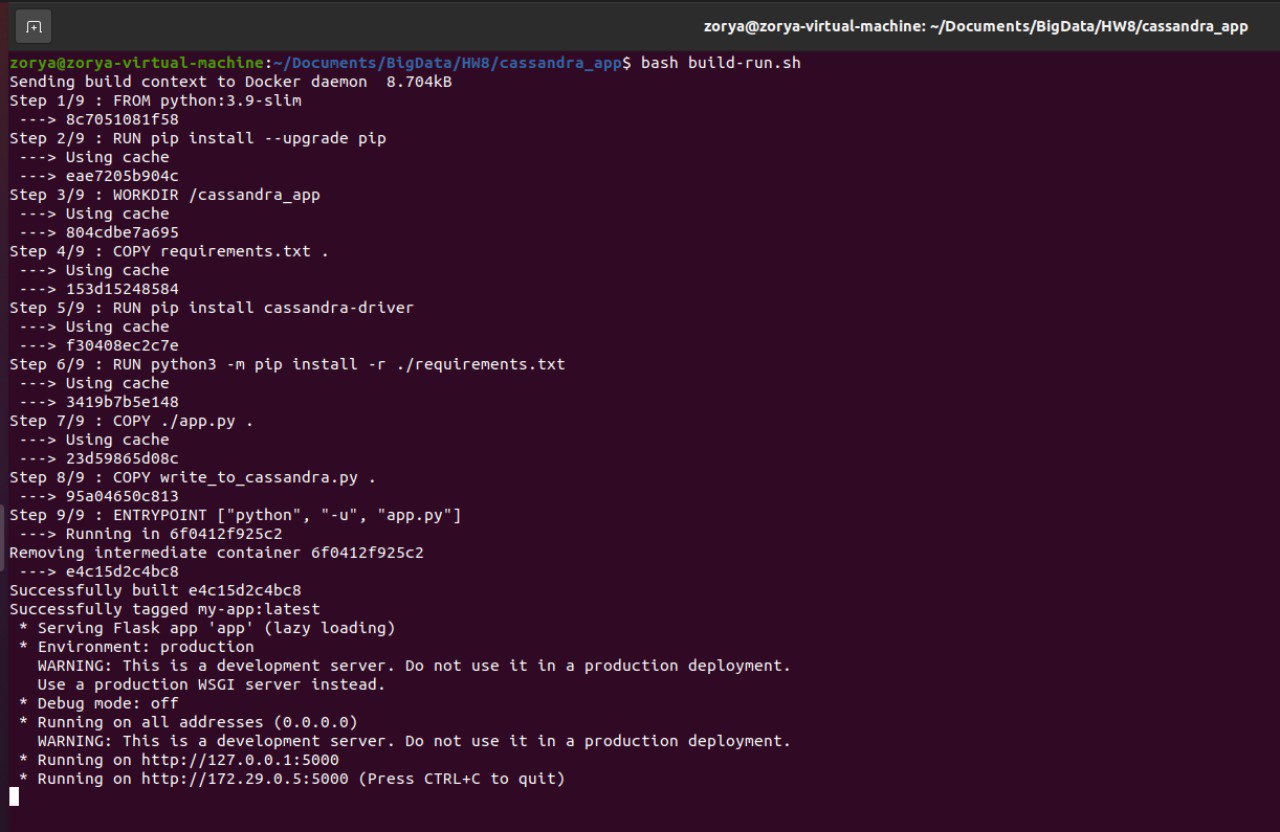 zorya@zorya-virtual-machine: ~/Documents/BigData/HW8/cassandra_app
zorya@zorya-virtual-machine:~/Documents/BigData/HW8/cassandra_app$ bash build-run.sh
Sending build context to Docker daemon  8.704kB
Step 1/9 : FROM python:3.9-slim
 ---> 8c7051081f58
Step 2/9 : RUN pip install --upgrade pip
 ---> Using cache
 ---> eae7205b904c
Step 3/9 : WORKDIR /cassandra_app
 ---> Using cache
 ---> 804cdbe7a695
Step 4/9 : COPY requirements.txt .
 ---> Using cache
 ---> 153d15248584
Step 5/9 : RUN pip install cassandra-driver
 ---> Using cache
 ---> f30408ec2c7e
Step 6/9 : RUN python3 -m pip install -r ./requirements.txt
 ---> Using cache
 ---> 3419b7b5e148
Step 7/9 : COPY ./app.py .
 ---> Using cache
 ---> 23d59865d08c
Step 8/9 : COPY write_to_cassandra.py .
 ---> 95a04650c813
Step 9/9 : ENTRYPOINT ["python", "-u", "app.py"]
 ---> Running in 6f0412f925c2
Removing intermediate container 6f0412f925c2
 ---> e4c15d2c4bc8
Successfully built e4c15d2c4bc8
Successfully tagged my-app:latest
 * Serving Flask app 'app' (lazy loading)
 * Environment: production
   WARNING: This is a development server. Do not use it in a production deployment.
   Use a production WSGI server instead.
 * Debug mode: off
 * Running on all addresses (0.0.0.0)
   WARNING: This is a development server. Do not use it in a production deployment.
 * Running on http://127.0.0.1:5000
 * Running on http://172.29.0.5:5000 (Press CTRL+C to quit)